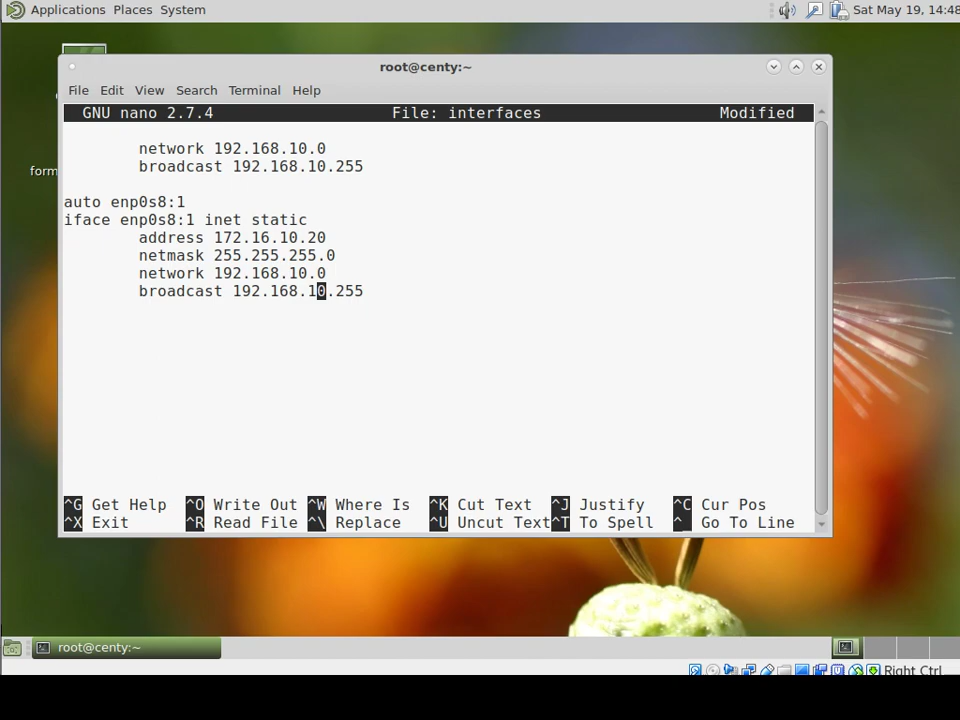 Applications Places System
Sat May 19, 14:48
root@centy:~
File Edit View Search Terminal Help
GNU nano 2.7.4 File: interfaces Modified
network 192.168.10.0
broadcast 192.168.10.255
auto enp0s8:1
iface enp0s8:1 inet static
address 172.16.10.20
netmask 255.255.255.0
network 192.168.10.0
broadcast 192.168.10.255
form
^G Get Help ^O Write Out ^W Where Is ^K Cut Text ^J Justify ^C Cur Pos
^X Exit ^R Read File ^\ Replace ^U Uncut Text ^T To Spell ^_ Go To Line
root@centy:~
Right Ctrl